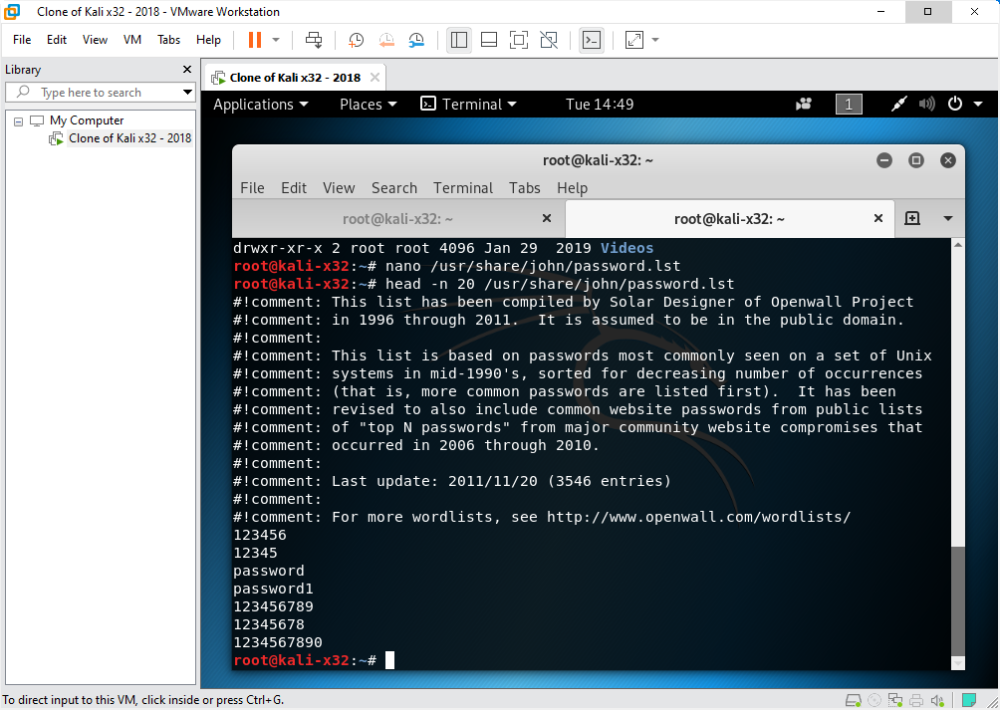 Clone of Kali x32 - 2018 - VMware Workstation
File Edit View VM Tabs Help
Library
Type here to search
My Computer
Clone of Kali x32 - 2018
Clone of Kali x32 - 2018
Applications Places Terminal Tue 14:49 1
root@kali-x32: ~
File Edit View Search Terminal Tabs Help
root@kali-x32: ~ root@kali-x32: ~
drwxr-xr-x 2 root root 4096 Jan 29  2019 Videos
root@kali-x32:~# nano /usr/share/john/password.lst
root@kali-x32:~# head -n 20 /usr/share/john/password.lst
#!comment: This list has been compiled by Solar Designer of Openwall Project
#!comment: in 1996 through 2011.  It is assumed to be in the public domain.
#!comment:
#!comment: This list is based on passwords most commonly seen on a set of Unix
#!comment: systems in mid-1990's, sorted for decreasing number of occurrences
#!comment: (that is, more common passwords are listed first).  It has been
#!comment: revised to also include common website passwords from public lists
#!comment: of "top N passwords" from major community website compromises that
#!comment: occurred in 2006 through 2010.
#!comment:
#!comment: Last update: 2011/11/20 (3546 entries)
#!comment:
#!comment: For more wordlists, see http://www.openwall.com/wordlists/
123456
12345
password
password1
123456789
12345678
1234567890
root@kali-x32:~#
To direct input to this VM, click inside or press Ctrl+G.